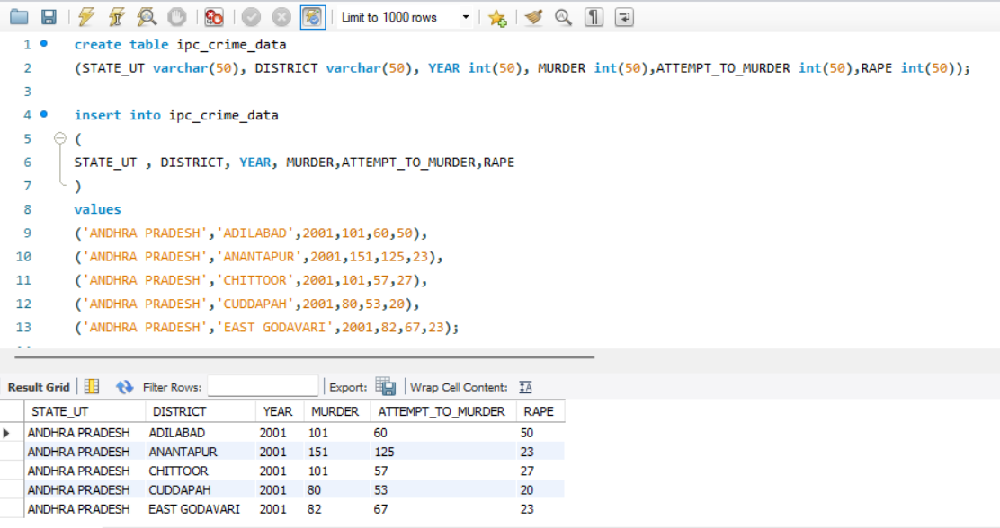 Limit to 1000 rows
1 create table ipc_crime_data
2 (STATE_UT varchar(50), DISTRICT varchar(50), YEAR int(50), MURDER int(50),ATTEMPT_TO_MURDER int(50),RAPE int(50));
3
4 insert into ipc_crime_data
5 (
6 STATE_UT , DISTRICT, YEAR, MURDER,ATTEMPT_TO_MURDER,RAPE
7 )
8 values
9 ('ANDHRA PRADESH','ADILABAD',2001,101,60,50),
10 ('ANDHRA PRADESH','ANANTAPUR',2001,151,125,23),
11 ('ANDHRA PRADESH','CHITTOOR',2001,101,57,27),
12 ('ANDHRA PRADESH','CUDDAPAH',2001,80,53,20),
13 ('ANDHRA PRADESH','EAST GODAVARI',2001,82,67,23);
Result Grid Filter Rows: Export: Wrap Cell Content:
STATE_UT DISTRICT YEAR MURDER ATTEMPT_TO_MURDER RAPE
ANDHRA PRADESH ADILABAD 2001 101 60 50
ANDHRA PRADESH ANANTAPUR 2001 151 125 23
ANDHRA PRADESH CHITTOOR 2001 101 57 27
ANDHRA PRADESH CUDDAPAH 2001 80 53 20
ANDHRA PRADESH EAST GODAVARI 2001 82 67 23